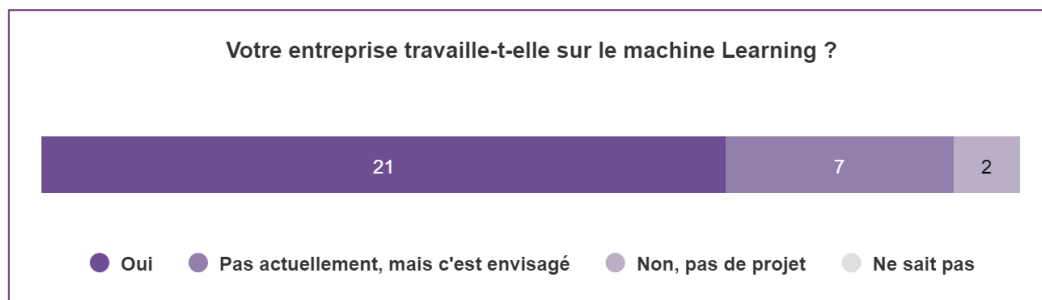 Votre entreprise travaille-t-elle sur le machine Learning ?
21 7 2
Oui Pas actuellement, mais c'est envisagé Non, pas de projet Ne sait pas